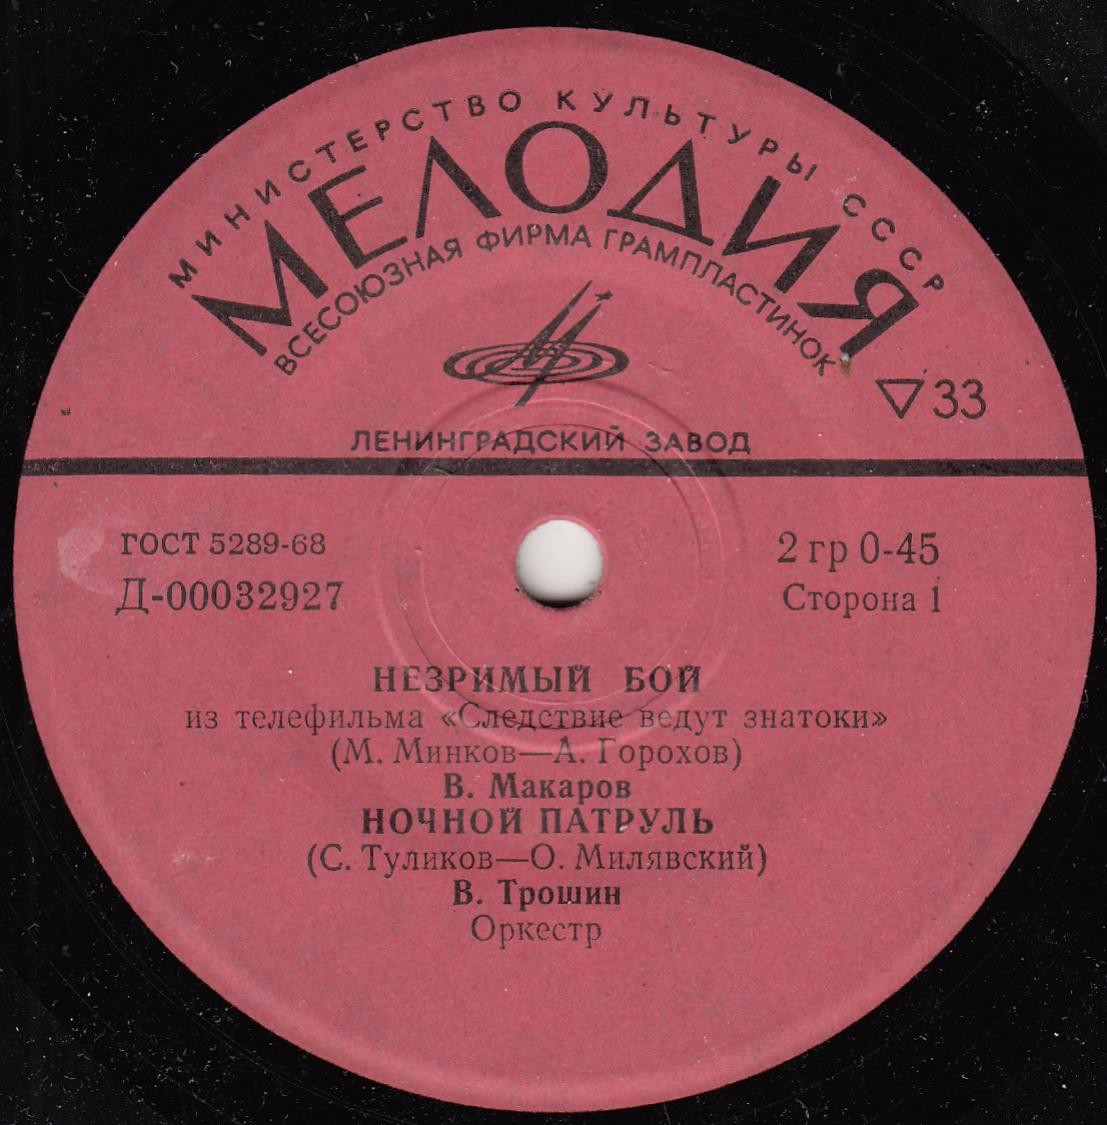 МИНИСТЕРСТВО КУЛЬТУРЫ СССР
МЕЛОДИЯ
ВСЕСОЮЗНАЯ ФИРМА ГРАМПЛАСТИНОК
33
ЛЕНИНГРАДСКИЙ ЗАВОД
ГОСТ 5289-68
2 гр 0-45
Д-00032927
Сторона 1
НЕЗРИМЫЙ БОЙ
из телефильма «Следствие ведут знатоки»
(М. Минков—А. Горохов)
В. Макаров
НОЧНОЙ ПАТРУЛЬ
(С. Туликов—О. Милявский)
В. Трошин
Оркестр